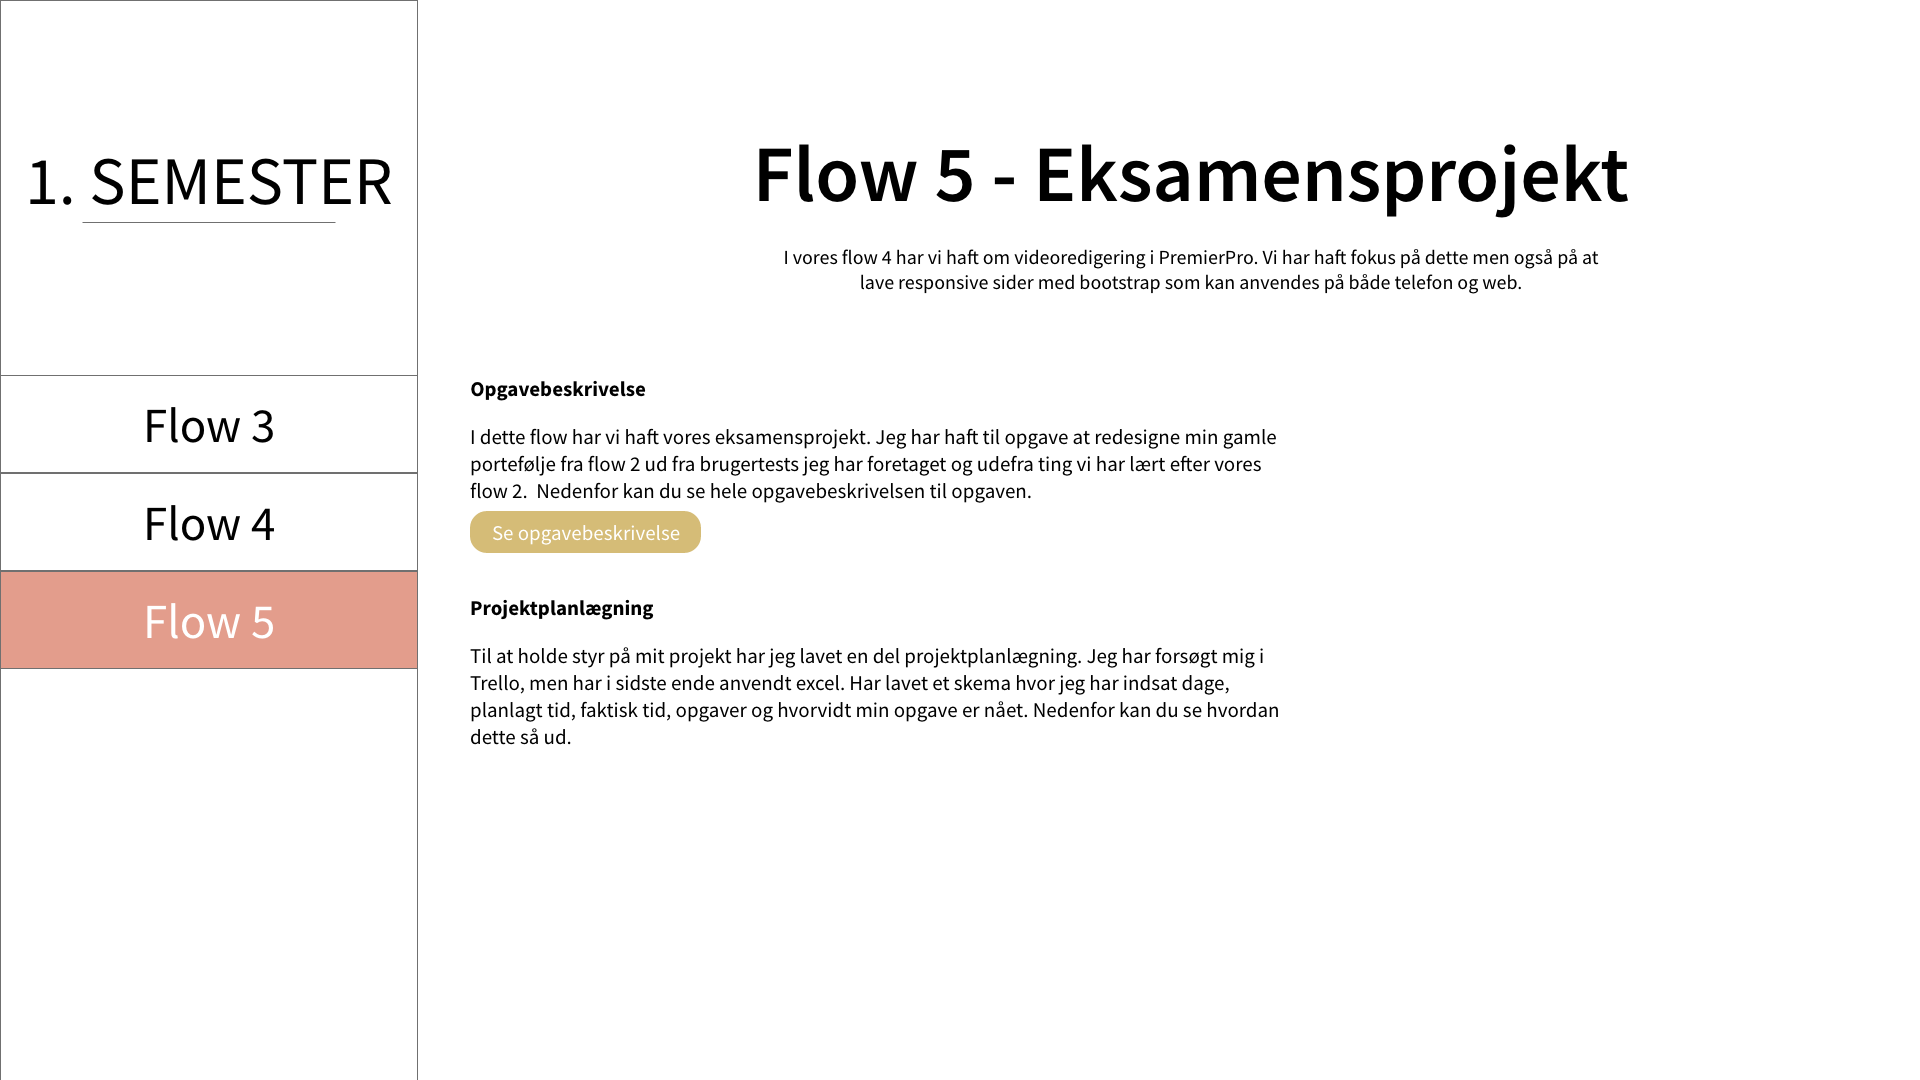 1. SEMESTER
Flow 3
Flow 4
Flow 5
Flow 5 - Eksamensprojekt
I vores flow 4 har vi haft om videoredigering i PremierPro. Vi har haft fokus på dette men også på at
lave responsive sider med bootstrap som kan anvendes på både telefon og web.
Opgavebeskrivelse
I dette flow har vi haft vores eksamensprojekt. Jeg har haft til opgave at redesigne min gamle
portefølje fra flow 2 ud fra brugertests jeg har foretaget og udefra ting vi har lært efter vores
flow 2.  Nedenfor kan du se hele opgavebeskrivelsen til opgaven.
Se opgavebeskrivelse
Projektplanlægning
Til at holde styr på mit projekt har jeg lavet en del projektplanlægning. Jeg har forsøgt mig i
Trello, men har i sidste ende anvendt excel. Har lavet et skema hvor jeg har indsat dage,
planlagt tid, faktisk tid, opgaver og hvorvidt min opgave er nået. Nedenfor kan du se hvordan
dette så ud.